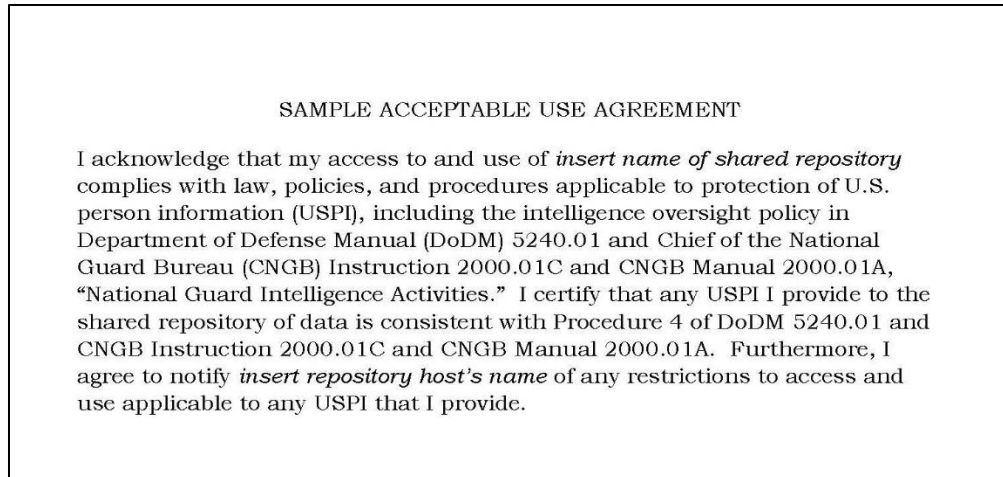 SAMPLE ACCEPTABLE USE AGREEMENT
I acknowledge that my access to and use of insert name of shared repository
complies with law, policies, and procedures applicable to protection of U.S.
person information (USPI), including the intelligence oversight policy in
Department of Defense Manual (DoDM) 5240.01 and Chief of the National
Guard Bureau (CNGB) Instruction 2000.01C and CNGB Manual 2000.01A,
“National Guard Intelligence Activities.”  I certify that any USPI I provide to the
shared repository of data is consistent with Procedure 4 of DoDM 5240.01 and
CNGB Instruction 2000.01C and CNGB Manual 2000.01A.  Furthermore, I
agree to notify insert repository host's name of any restrictions to access and
use applicable to any USPI that I provide.